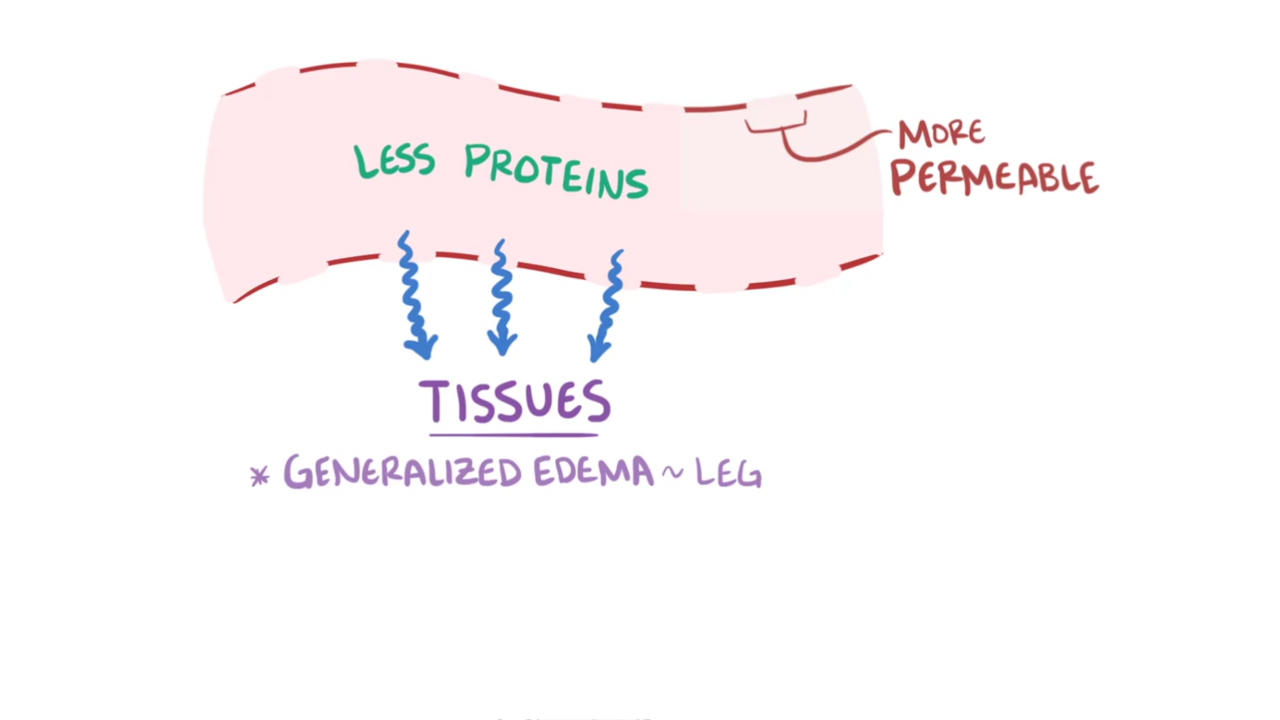 LESS PROTEINS
MORE
PERMEABLE
TISSUES
* GENERALIZED EDEMA ~ LEG